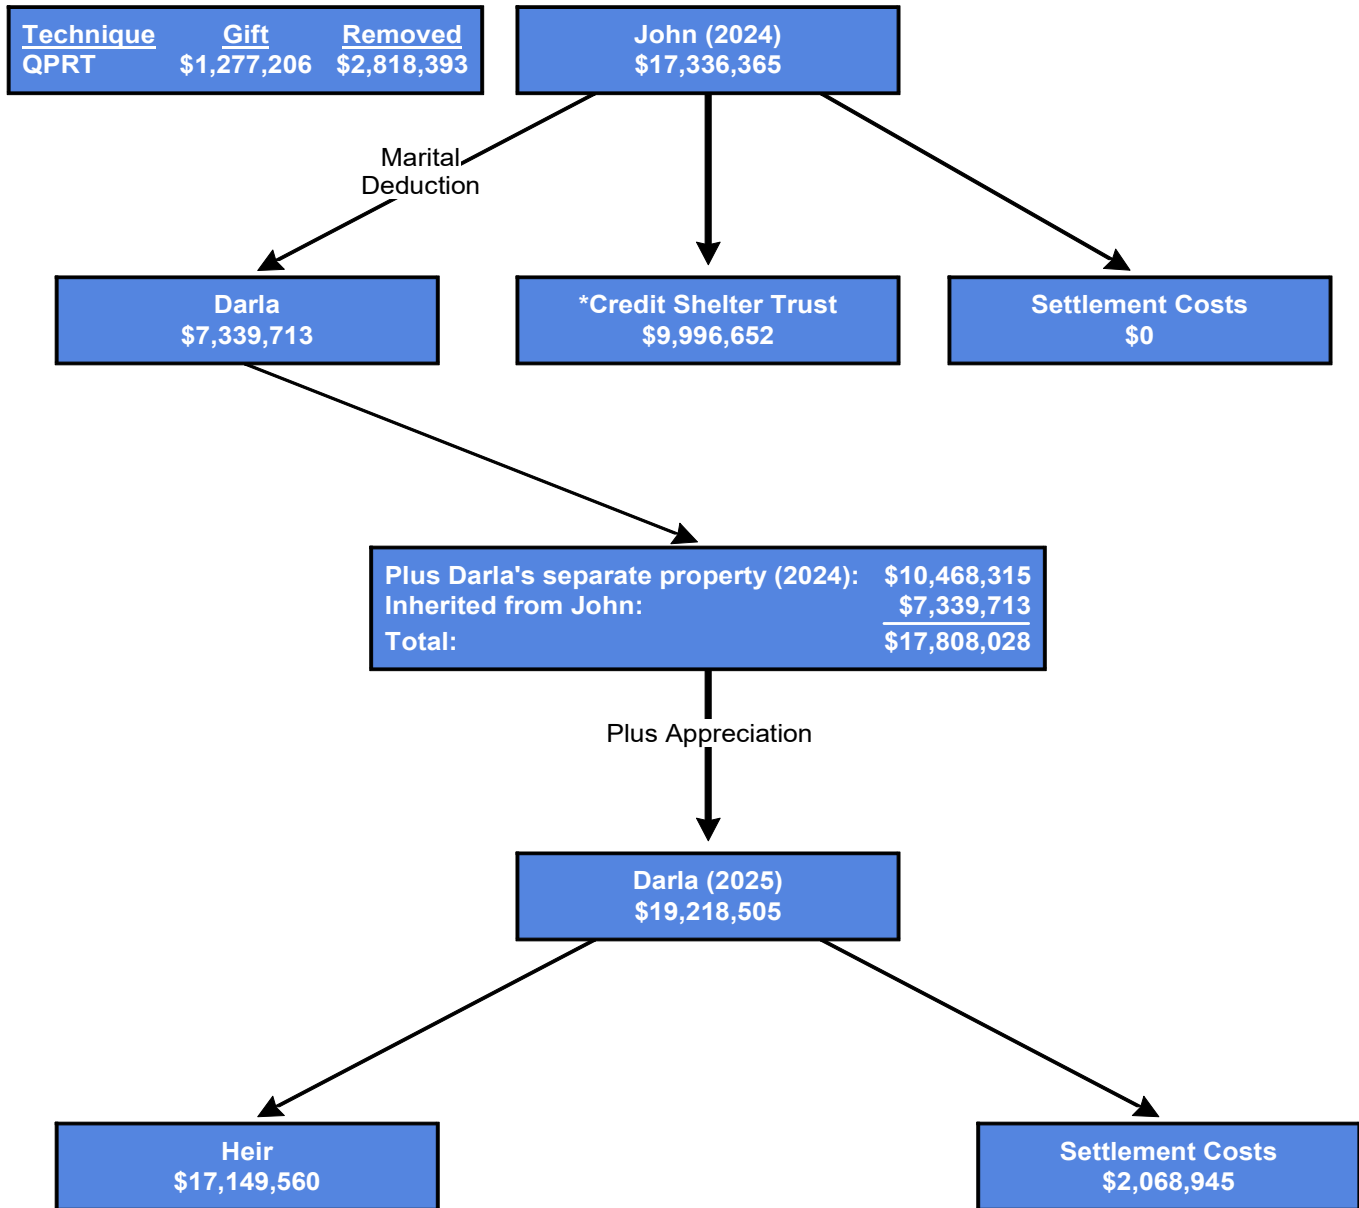 Technique Gift Removed
QPRT $1,277,206 $2,818,393
John (2024)
$17,336,365
Marital
Deduction
Darla
$7,339,713
*Credit Shelter Trust
$9,996,652
Settlement Costs
$0
Plus Darla's separate property (2024): $10,468,315
Inherited from John: $7,339,713
Total: $17,808,028
Plus Appreciation
Darla (2025)
$19,218,505
Heir
$17,149,560
Settlement Costs
$2,068,945